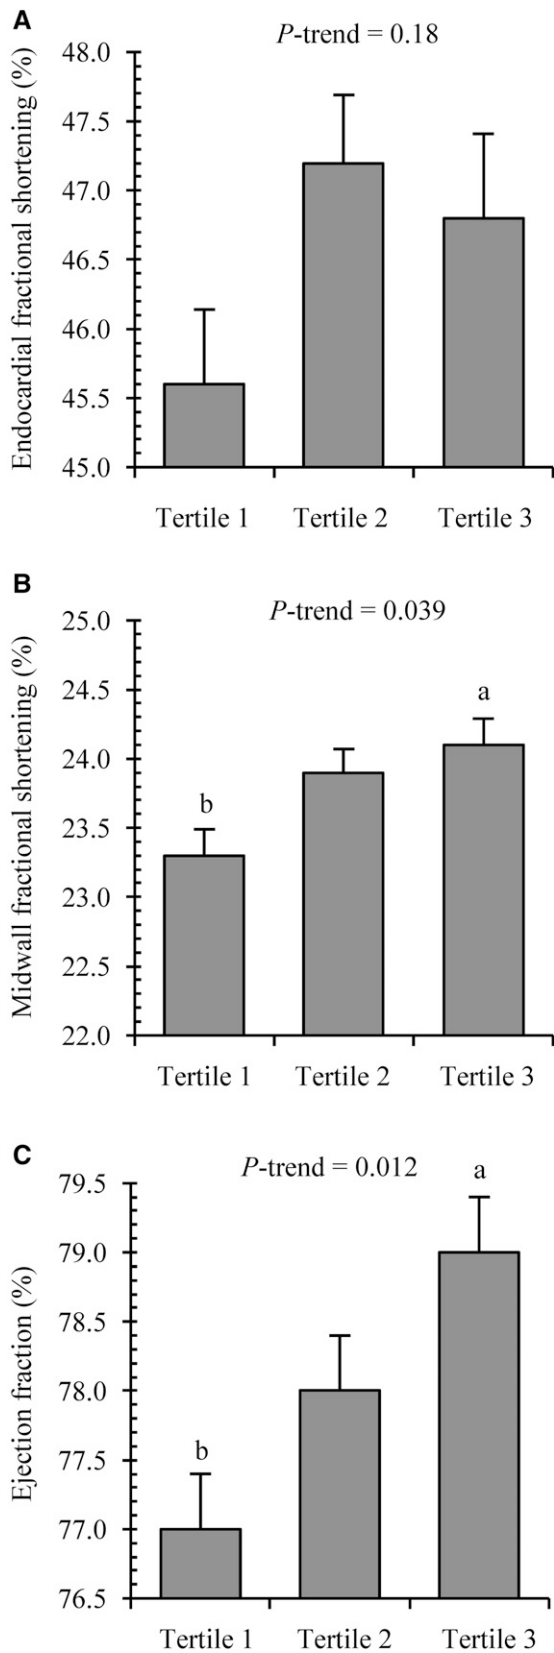 A
P-trend = 0.18
Endocardial fractional shortening (%)
48.0
47.5
47.0
46.5
46.0
45.5
45.0
Tertile 1 Tertile 2 Tertile 3
B
P-trend = 0.039
Midwall fractional shortening (%)
25.0
24.5
24.0
23.5
23.0
22.5
22.0
b
a
Tertile 1 Tertile 2 Tertile 3
C
P-trend = 0.012
Ejection fraction (%)
79.5
79.0
78.5
78.0
77.5
77.0
76.5
b
a
Tertile 1 Tertile 2 Tertile 3